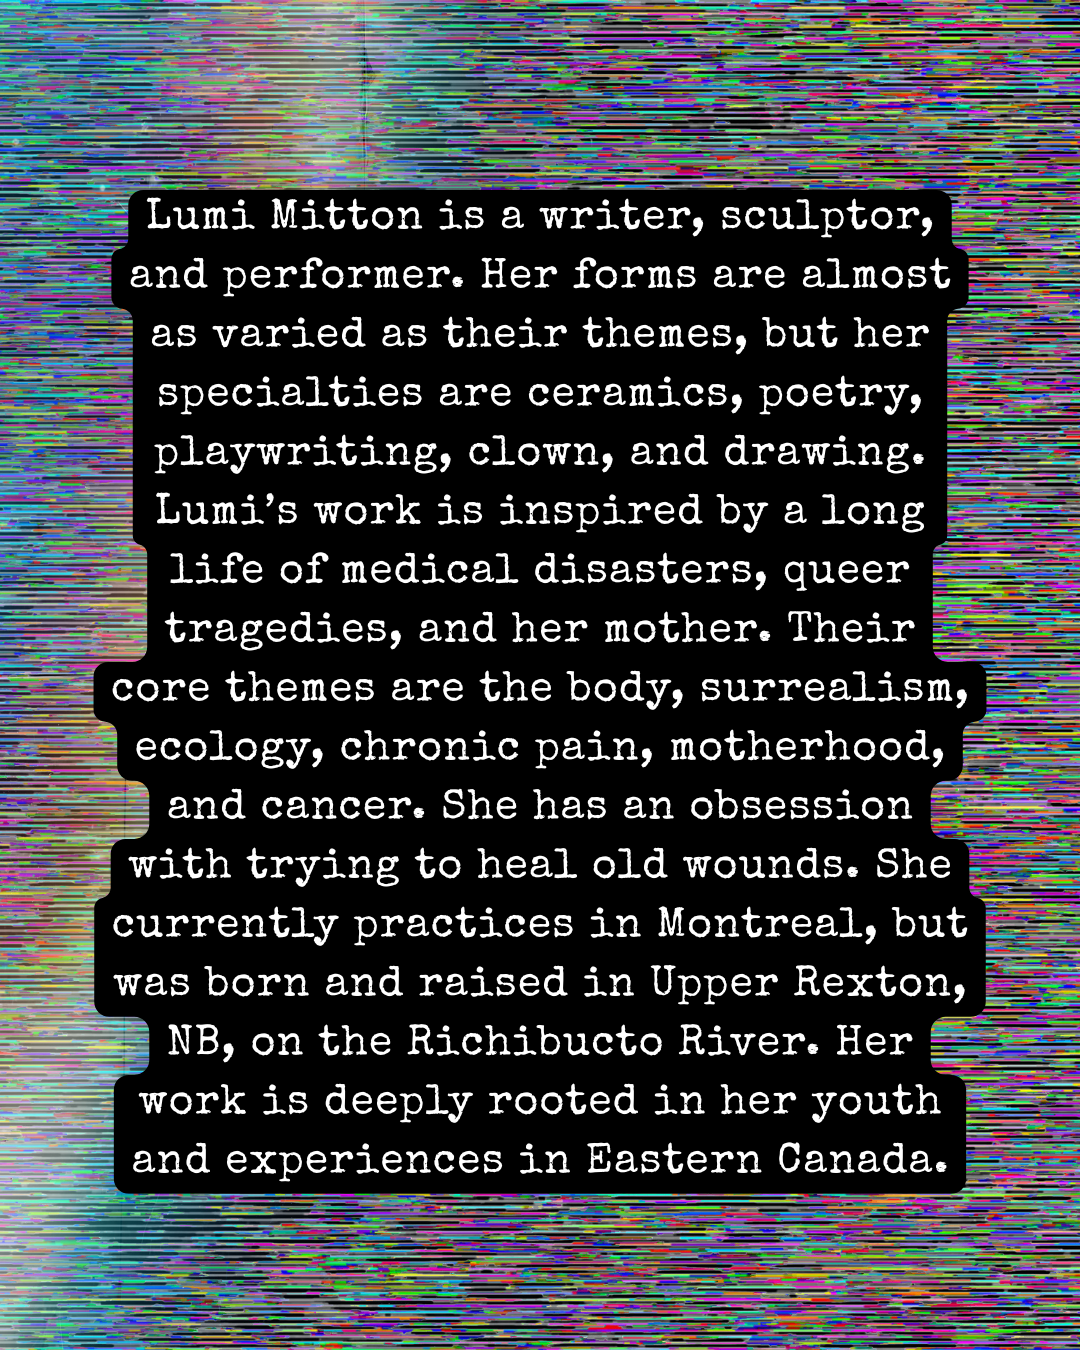 Lumi Mitton is a writer, sculptor,
and performer. Her forms are almost
as varied as their themes, but her
specialties are ceramics, poetry,
playwriting, clown, and drawing.
Lumi’s work is inspired by a long
life of medical disasters, queer
tragedies, and her mother. Their
core themes are the body, surrealism,
ecology, chronic pain, motherhood,
and cancer. She has an obsession
with trying to heal old wounds. She
currently practices in Montreal, but
was born and raised in Upper Rexton,
NB, on the Richibucto River. Her
work is deeply rooted in her youth
and experiences in Eastern Canada.